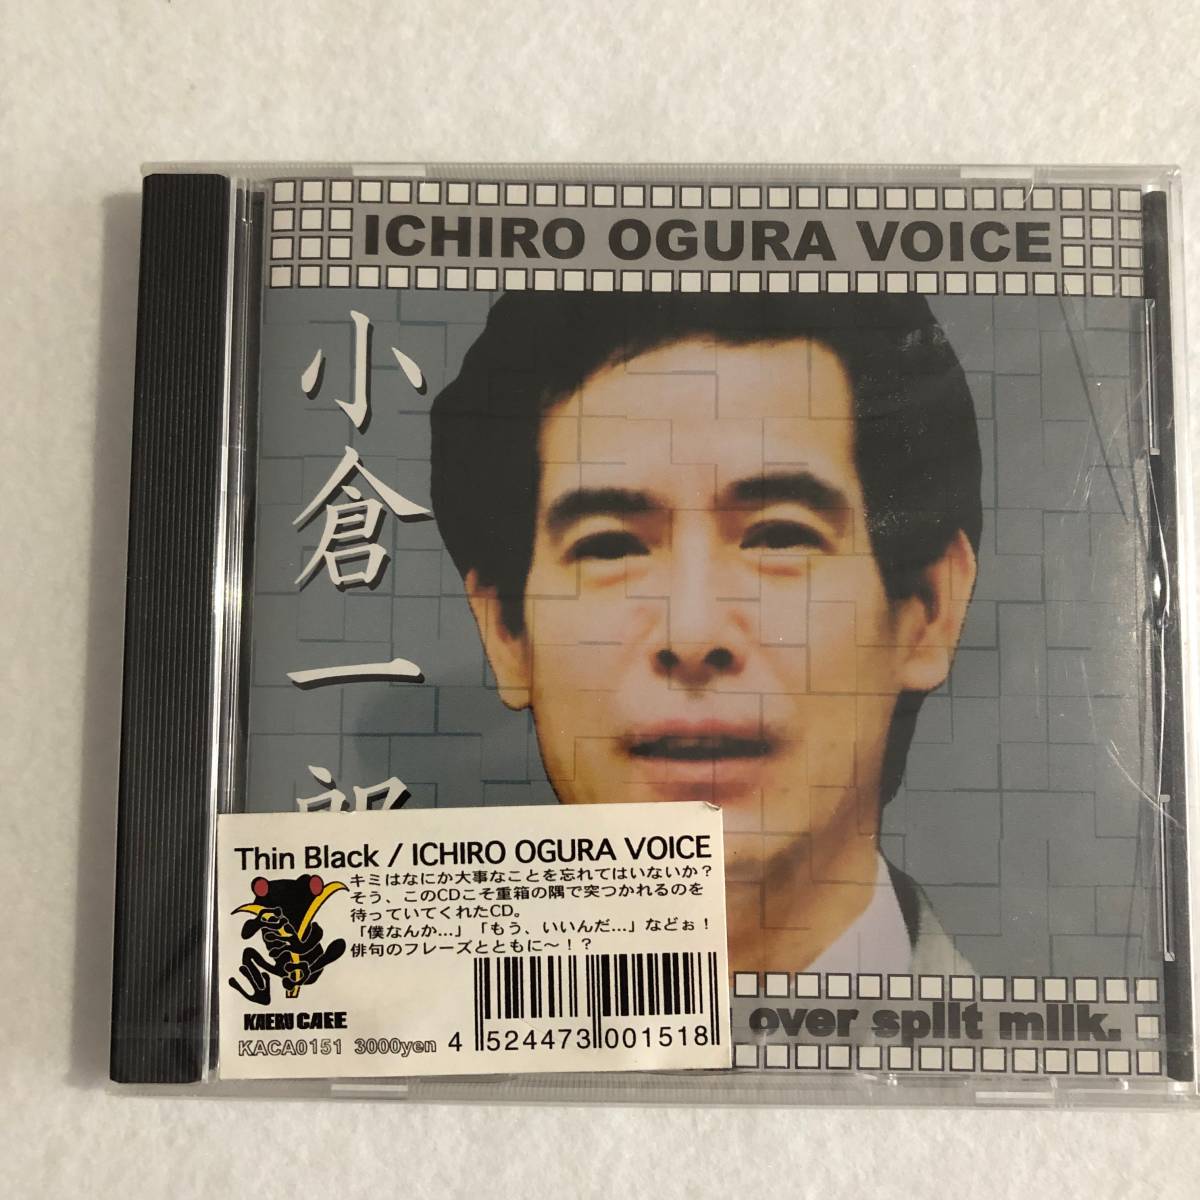 ICHIRO OGURA VOICE
小倉一郎
Thin Black / ICHIRO OGURA VOICE
キミはなにか大事なことを忘れてはいないか?
そう、このCDこそ重箱の隅で突つかれるのを
待っていてくれたCD。
「僕なんか…」「もう、いいんだ…」などぉ!
俳句のフレーズとともに〜!?
KAERU CAFE
KACA0151 3000yen
4 524473 001518
over spilt milk.